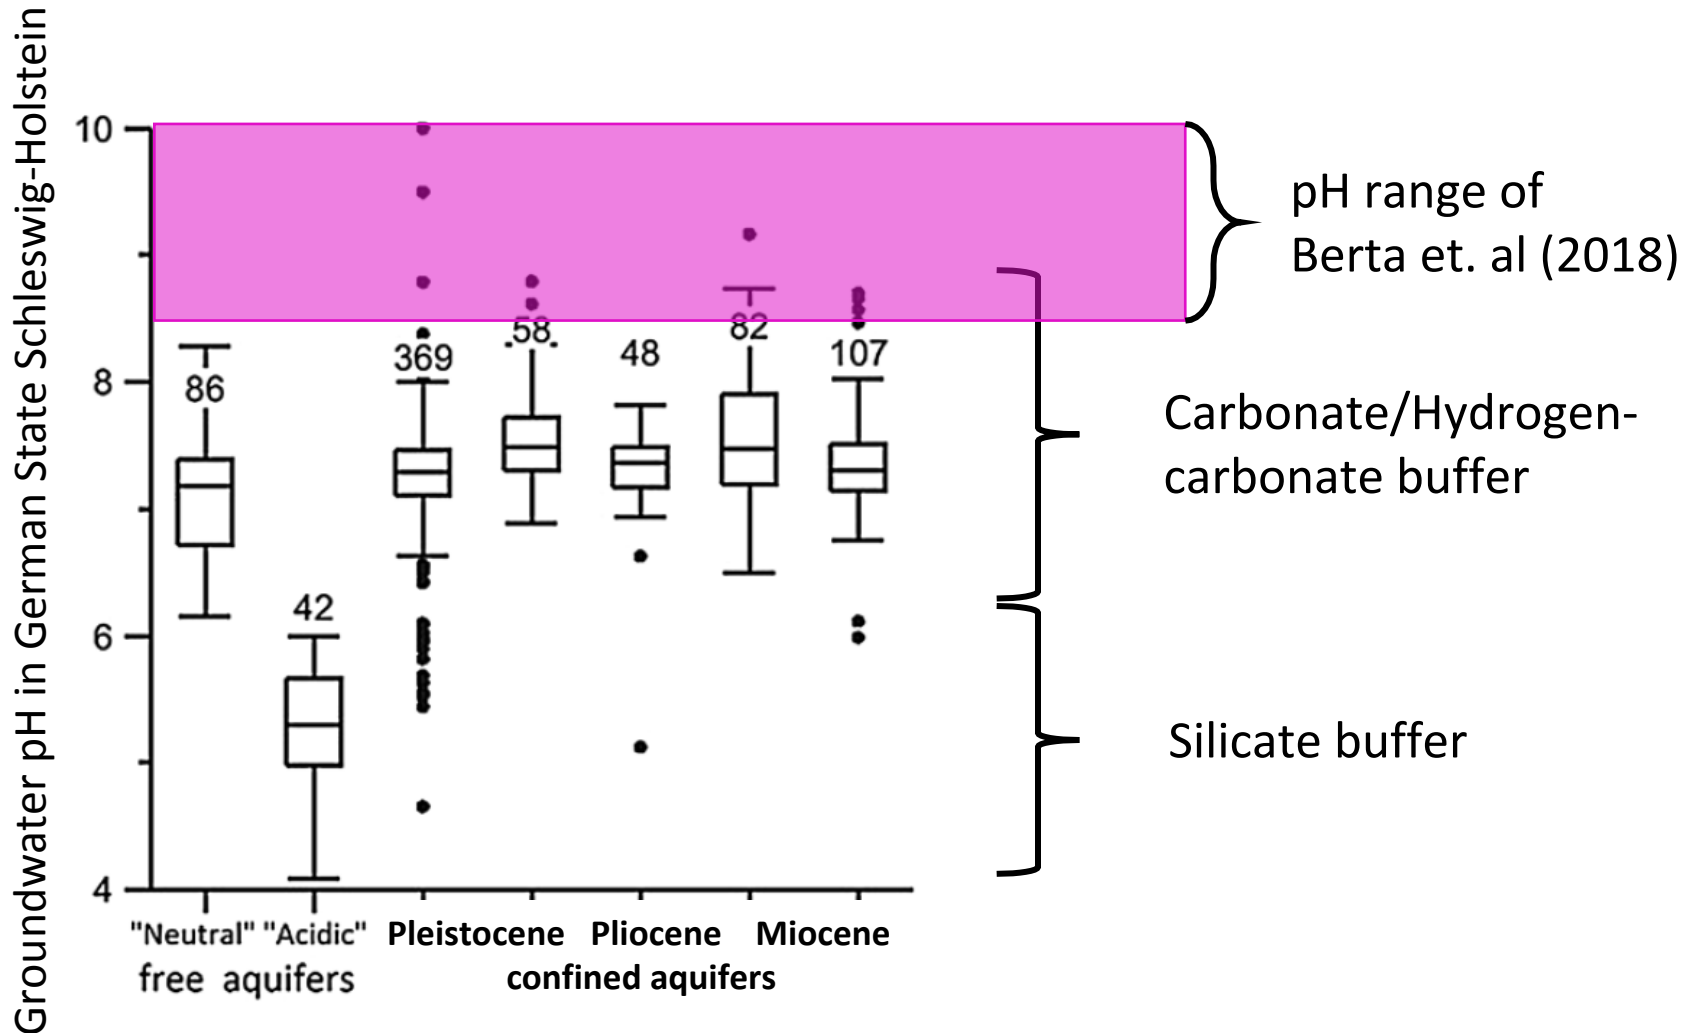 Groundwater pH in German State Schleswig-Holstein
10
8
6
4
86
42
369
58
48
82
107
"Neutral" "Acidic" Pleistocene Pliocene Miocene
free aquifers confined aquifers
pH range of
Berta et. al (2018)
Carbonate/Hydrogen-
carbonate buffer
Silicate buffer